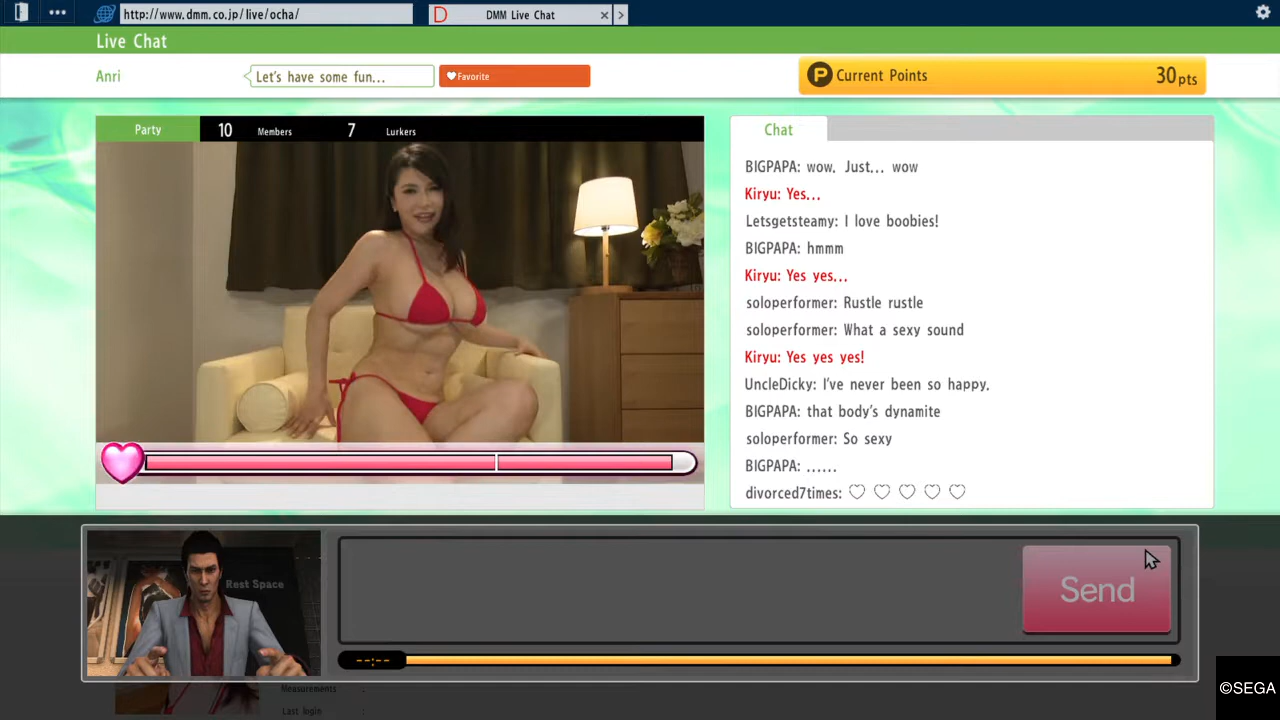 http://www.dmm.co.jp/live/ocha/
D DMM Live Chat
Live Chat
Anri
Let's have some fun...
Favorite
P Current Points 30pts
Party 10 Members 7 Lurkers
Chat
BIGPAPA: wow. Just... wow
Kiryu: Yes...
Letsgetsteamy: I love boobies!
BIGPAPA: hmmm
Kiryu: Yes yes...
soloperformer: Rustle rustle
soloperformer: What a sexy sound
Kiryu: Yes yes yes!
UncleDicky: I've never been so happy.
BIGPAPA: that body's dynamite
soloperformer: So sexy
BIGPAPA: ......
divorced7times: ♡ ♡ ♡ ♡ ♡
Rest Space
Send
--:--
Measurements :
Last login :
©SEGA